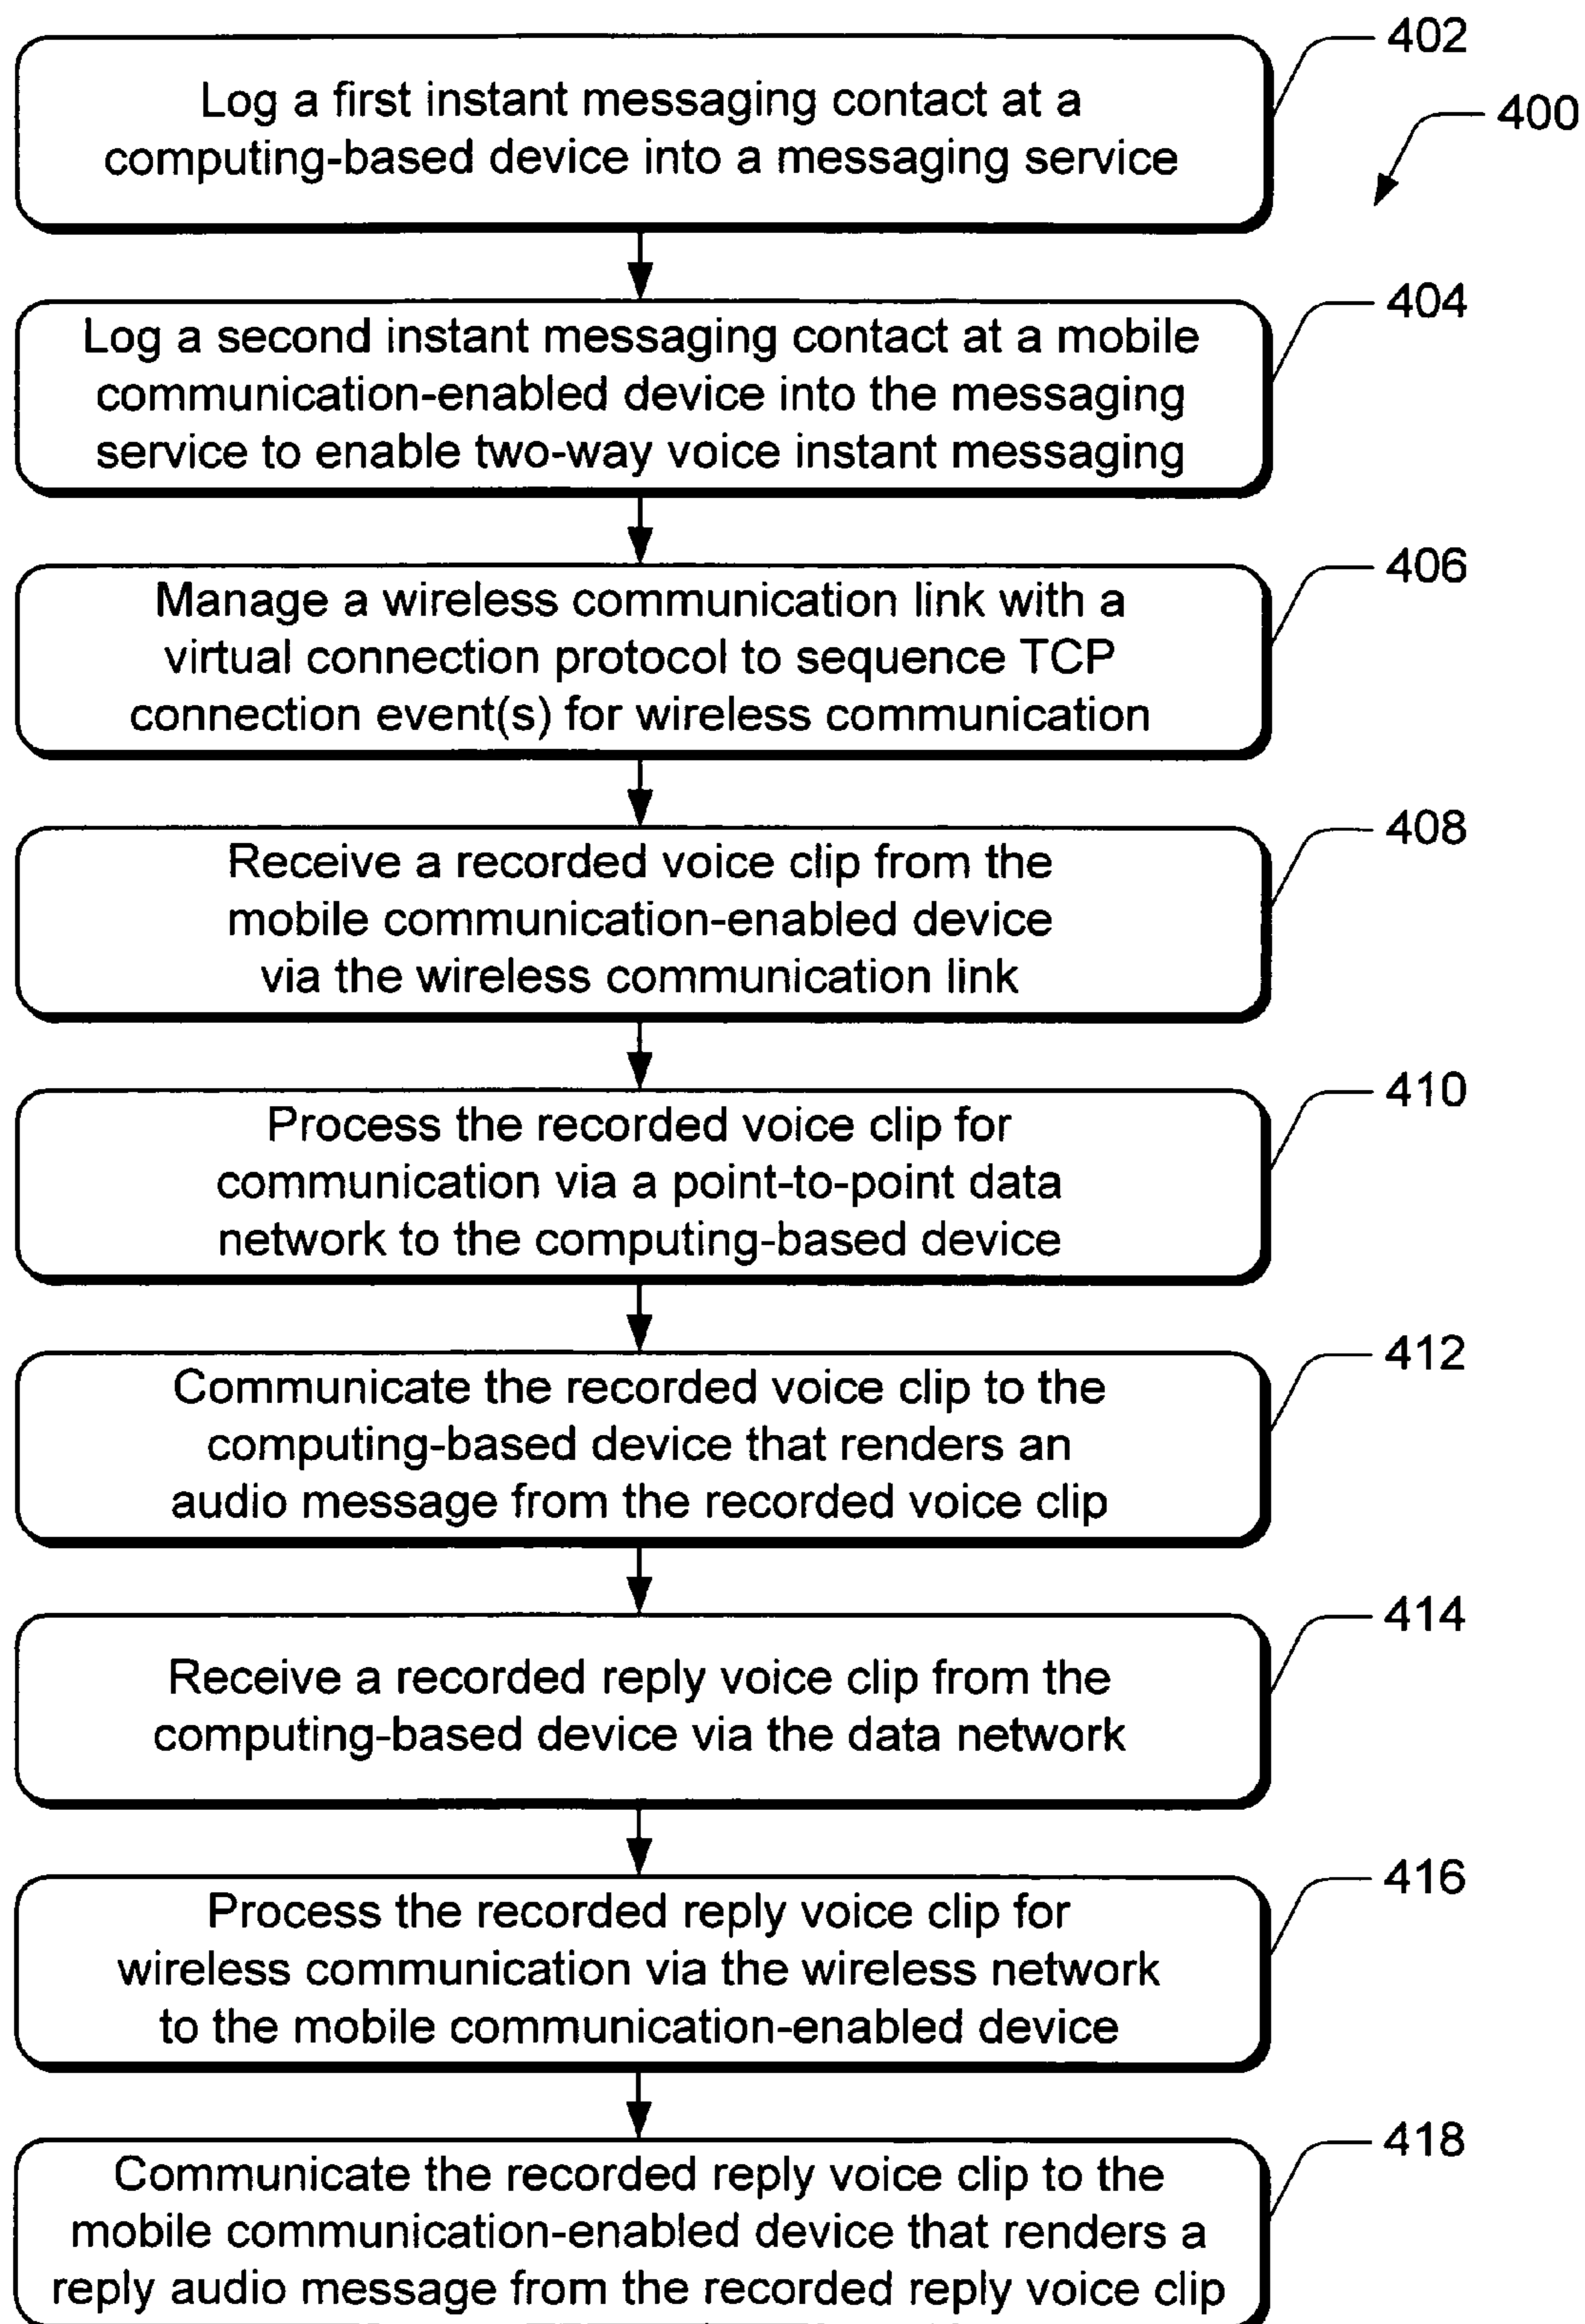 402
400
Log a first instant messaging contact at a
computing-based device into a messaging service
404
Log a second instant messaging contact at a mobile
communication-enabled device into the messaging
service to enable two-way voice instant messaging
406
Manage a wireless communication link with a
virtual connection protocol to sequence TCP
connection event(s) for wireless communication
408
Receive a recorded voice clip from the
mobile communication-enabled device
via the wireless communication link
410
Process the recorded voice clip for
communication via a point-to-point data
network to the computing-based device
412
Communicate the recorded voice clip to the
computing-based device that renders an
audio message from the recorded voice clip
414
Receive a recorded reply voice clip from the
computing-based device via the data network
416
Process the recorded reply voice clip for
wireless communication via the wireless network
to the mobile communication-enabled device
418
Communicate the recorded reply voice clip to the
mobile communication-enabled device that renders a
reply audio message from the recorded reply voice clip